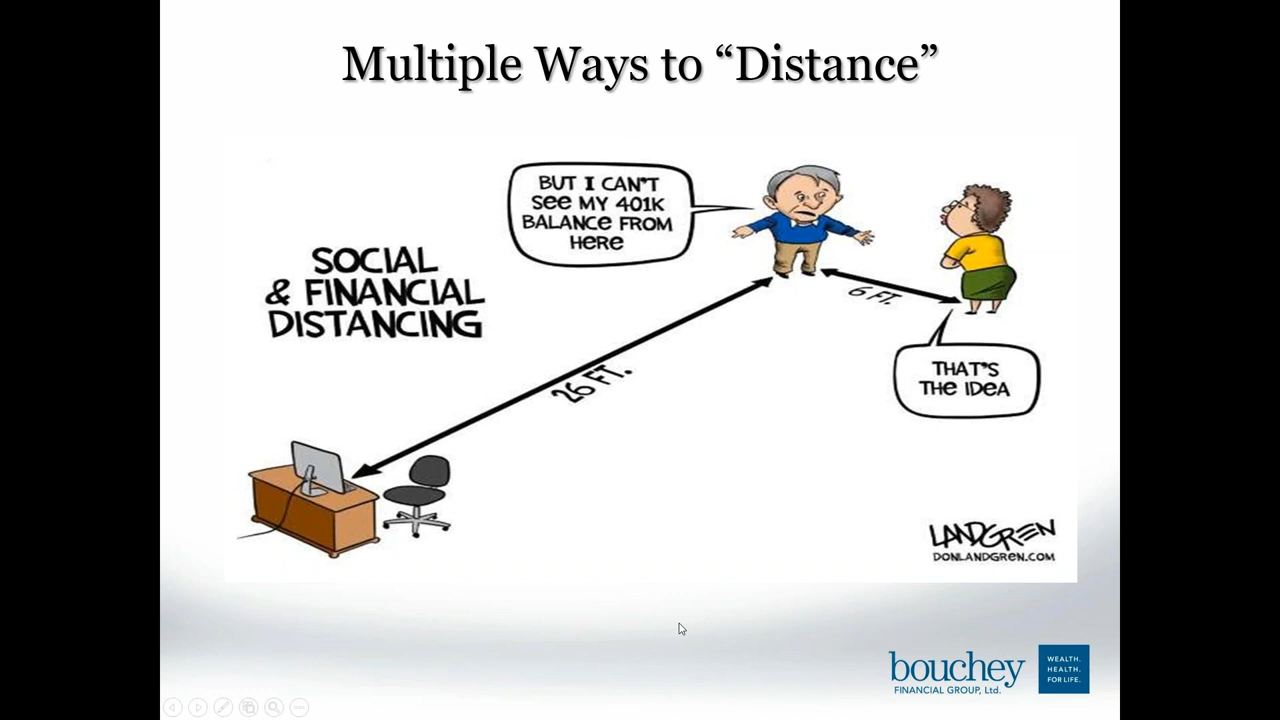 Multiple Ways to “Distance”
BUT I CAN'T
SEE MY 401K
BALANCE FROM
HERE
SOCIAL
& FINANCIAL
DISTANCING
6 FT.
26 FT.
THAT'S
THE IDEA
LANDGREN
DONLANDGREN.COM
bouchey
FINANCIAL GROUP, Ltd.
WEALTH.
HEALTH.
FOR LIFE.